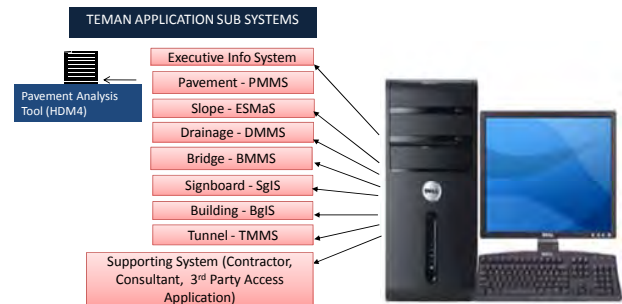 TEMAN APPLICATION SUB SYSTEMS
Executive Info System
Pavement - PMMS
Pavement Analysis
Tool (HDM4)
Slope - ESMaS
Drainage - DMMS
Bridge - BMMS
Signboard - SgIS
Building - BgIS
Tunnel - TMMS
Supporting System (Contractor,
Consultant, 3rd Party Access
Application)
DELL